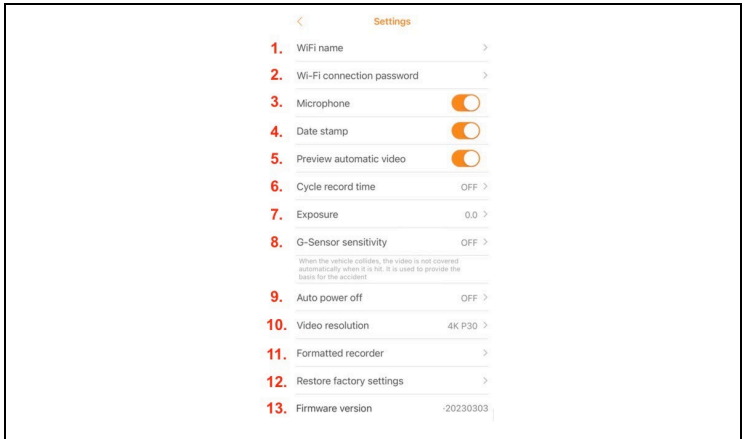 Settings
1. WiFi name
2. Wi-Fi connection password
3. Microphone
4. Date stamp
5. Preview automatic video
6. Cycle record time OFF
7. Exposure 0.0
8. G-Sensor sensitivity OFF
When the vehicle collides, the video is not covered
automatically when it is hit. It is used to provide the
basis for the accident
9. Auto power off OFF
10. Video resolution 4K P30
11. Formatted recorder
12. Restore factory settings
13. Firmware version -20230303